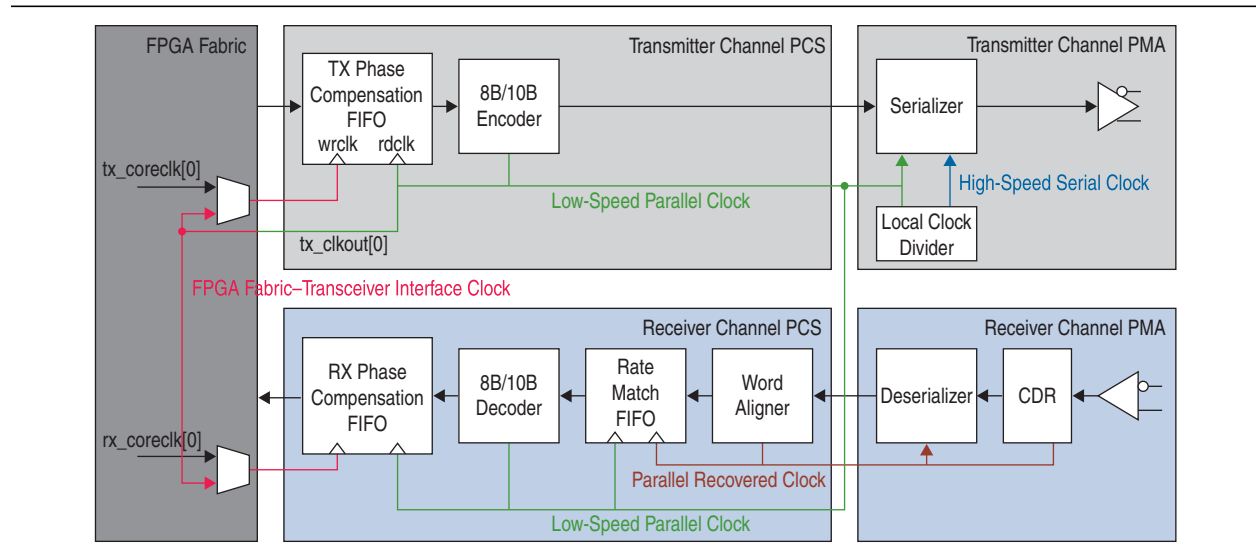 FPGA Fabric
Transmitter Channel PCS
Transmitter Channel PMA
TX Phase
Compensation
FIFO
wrclk
rdclk
8B/10B
Encoder
Serializer
tx_coreclk[0]
Low-Speed Parallel Clock
High-Speed Serial Clock
Local Clock
Divider
tx_clkout[0]
FPGA Fabric–Transceiver Interface Clock
Receiver Channel PCS
Receiver Channel PMA
RX Phase
Compensation
FIFO
8B/10B
Decoder
Rate
Match
FIFO
Word
Aligner
Deserializer
CDR
rx_coreclk[0]
Parallel Recovered Clock
Low-Speed Parallel Clock